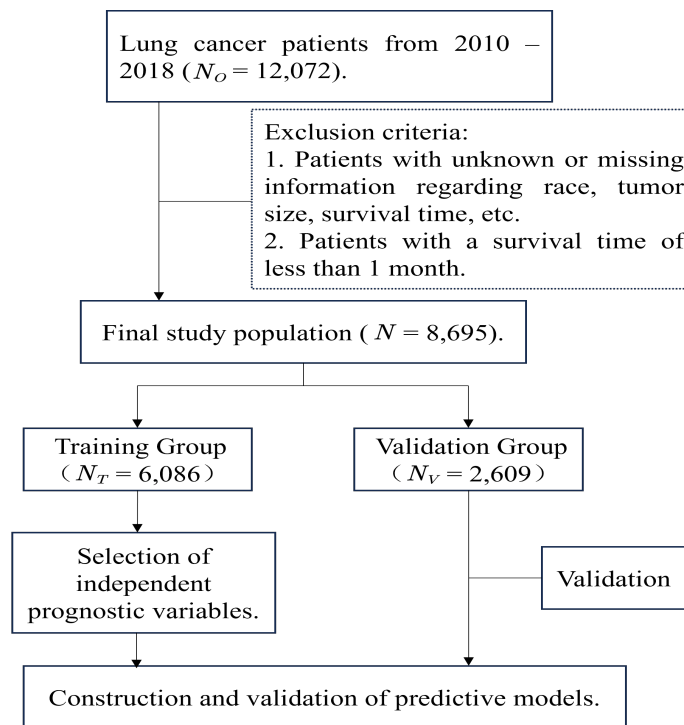 Lung cancer patients from 2010 –
2018 (N_O = 12,072).
Exclusion criteria:
1. Patients with unknown or missing
information regarding race, tumor
size, survival time, etc.
2. Patients with a survival time of
less than 1 month.
Final study population ( N = 8,695).
Training Group
（N_T = 6,086）
Validation Group
（N_V = 2,609）
Selection of
independent
prognostic variables.
Validation
Construction and validation of predictive models.